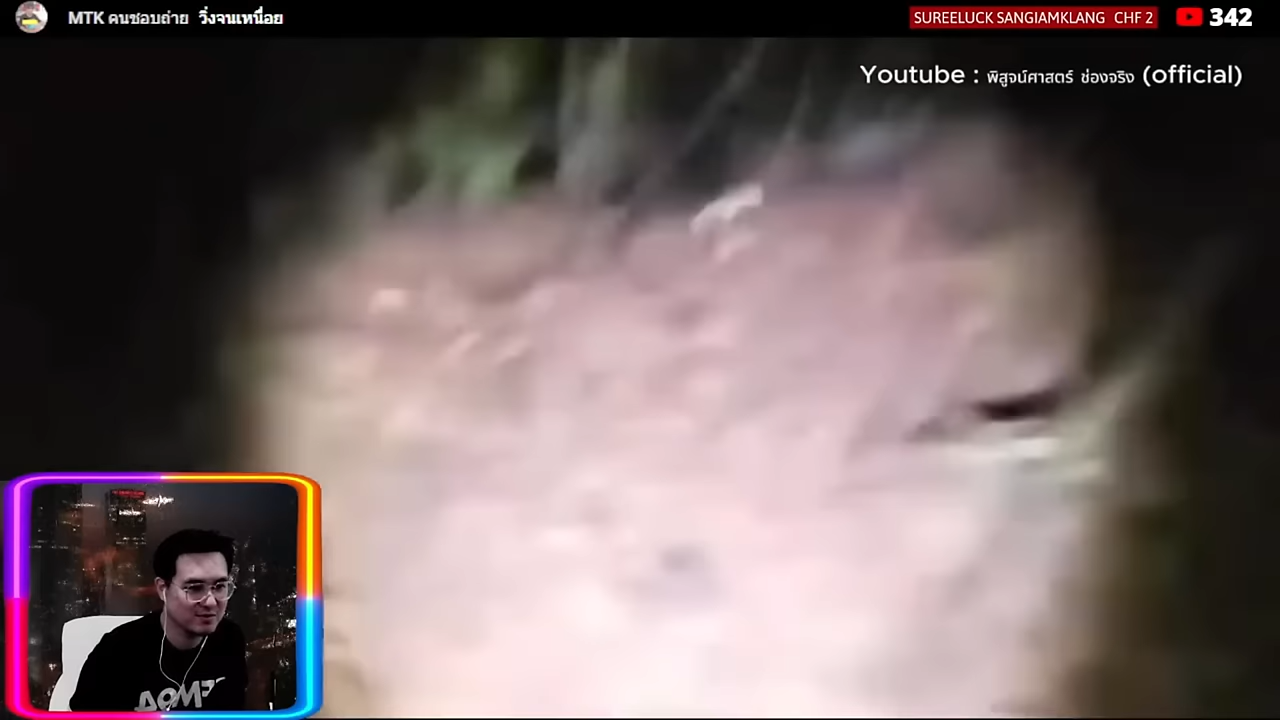 MTK คนชอบถ่าย วิ่งจนเหนื่อย
SUREELUCK SANGIAMKLANG CHF 2
342
Youtube : พิสูจน์ศาสตร์ ช่องจริง (official)